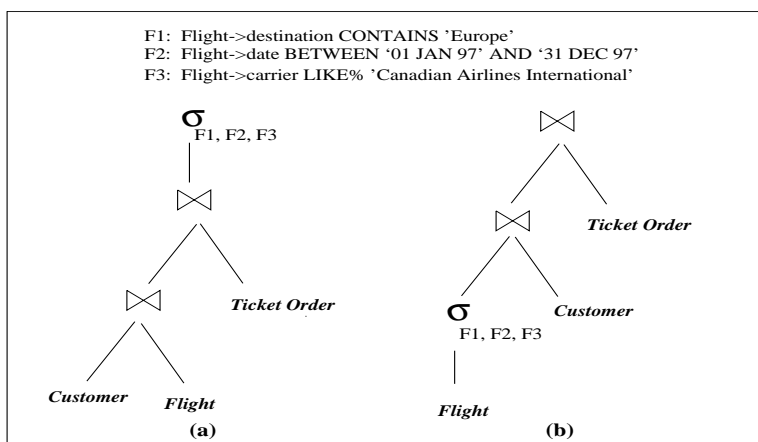 F1: Flight->destination CONTAINS 'Europe'
F2: Flight->date BETWEEN ‘01 JAN 97’ AND ‘31 DEC 97’
F3: Flight->carrier LIKE% 'Canadian Airlines International'
σ
F1, F2, F3
Ticket Order
Customer
Flight
(a)
Ticket Order
Customer
σ
F1, F2, F3
Flight
(b)